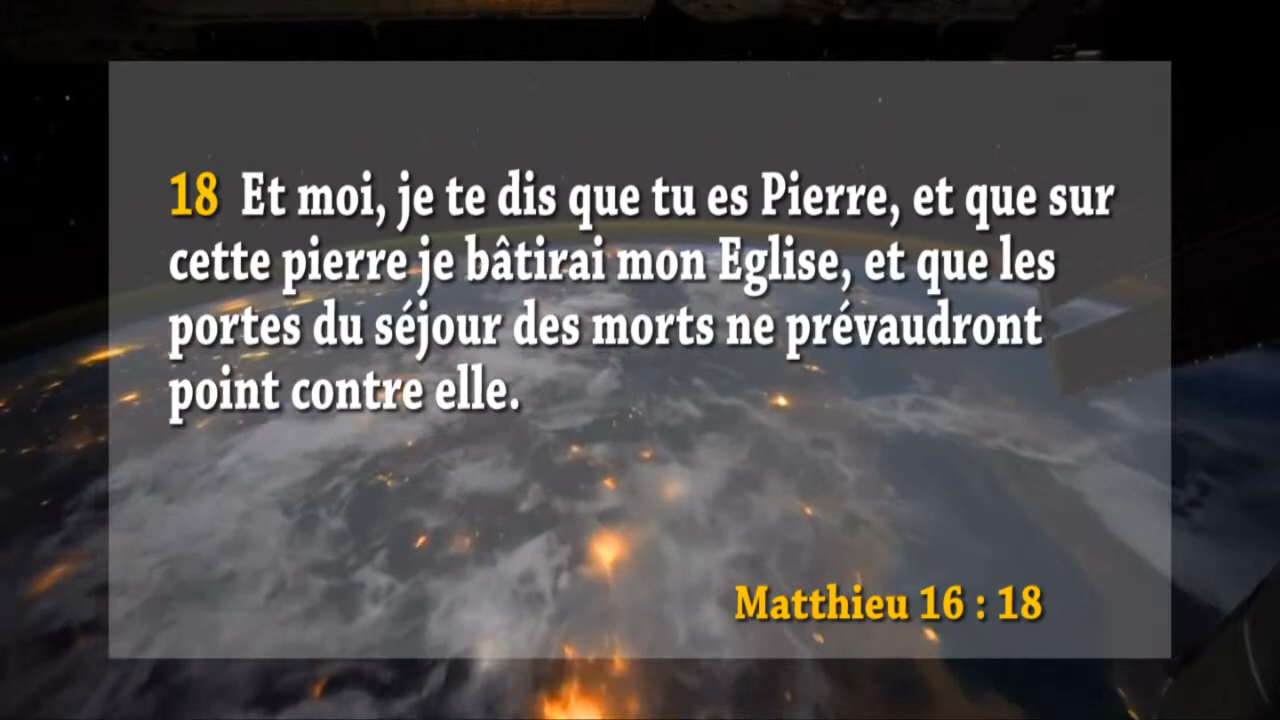 18 Et moi, je te dis que tu es Pierre, et que sur
cette pierre je bâtirai mon Eglise, et que les
portes du séjour des morts ne prévaudront
point contre elle.
Matthieu 16 : 18